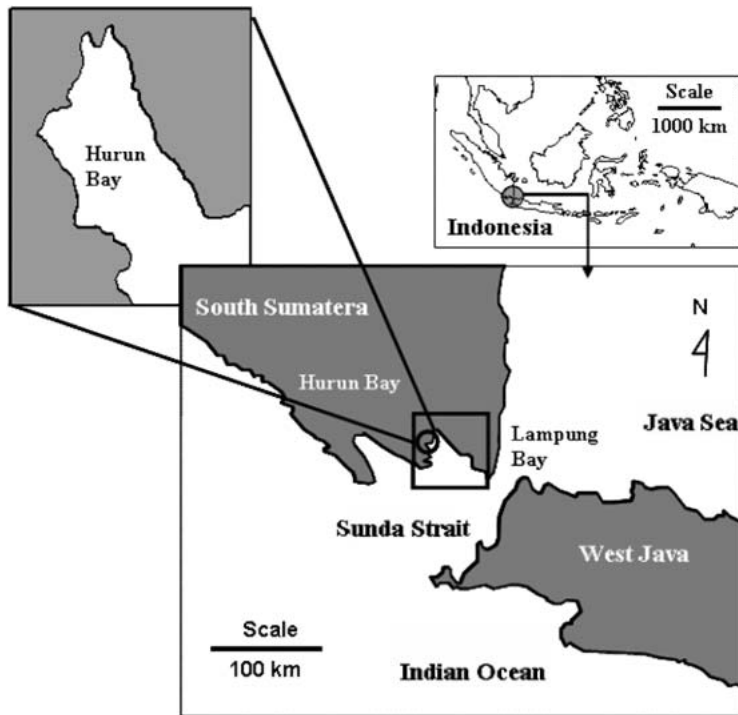 Hurun
Bay
Scale
1000 km
Indonesia
South Sumatera
N
Hurun Bay
Java Sea
Lampung
Bay
Sunda Strait
West Java
Scale
100 km
Indian Ocean